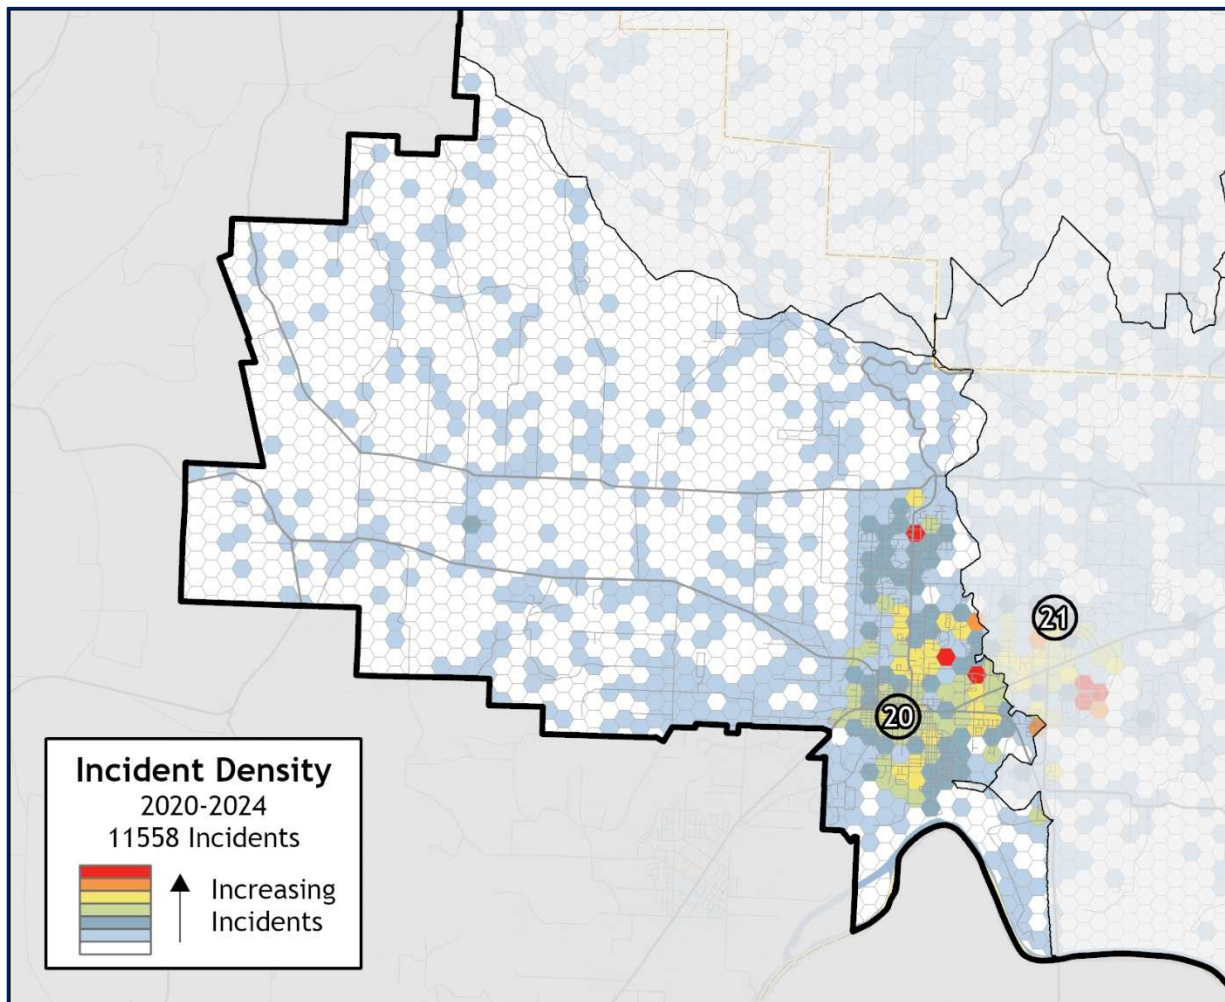 21
20
Incident Density
2020-2024
11558 Incidents
Increasing
Incidents